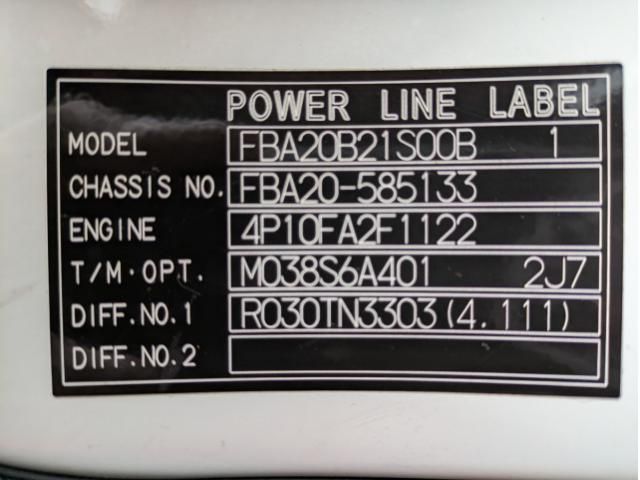 POWER LINE LABEL
MODEL FBA20B21S00B 1
CHASSIS NO. FBA20-585133
ENGINE 4P10FA2F1122
T/M·OPT. M038S6A401 2J7
DIFF.NO.1 R030TN3303(4.111)
DIFF.NO.2